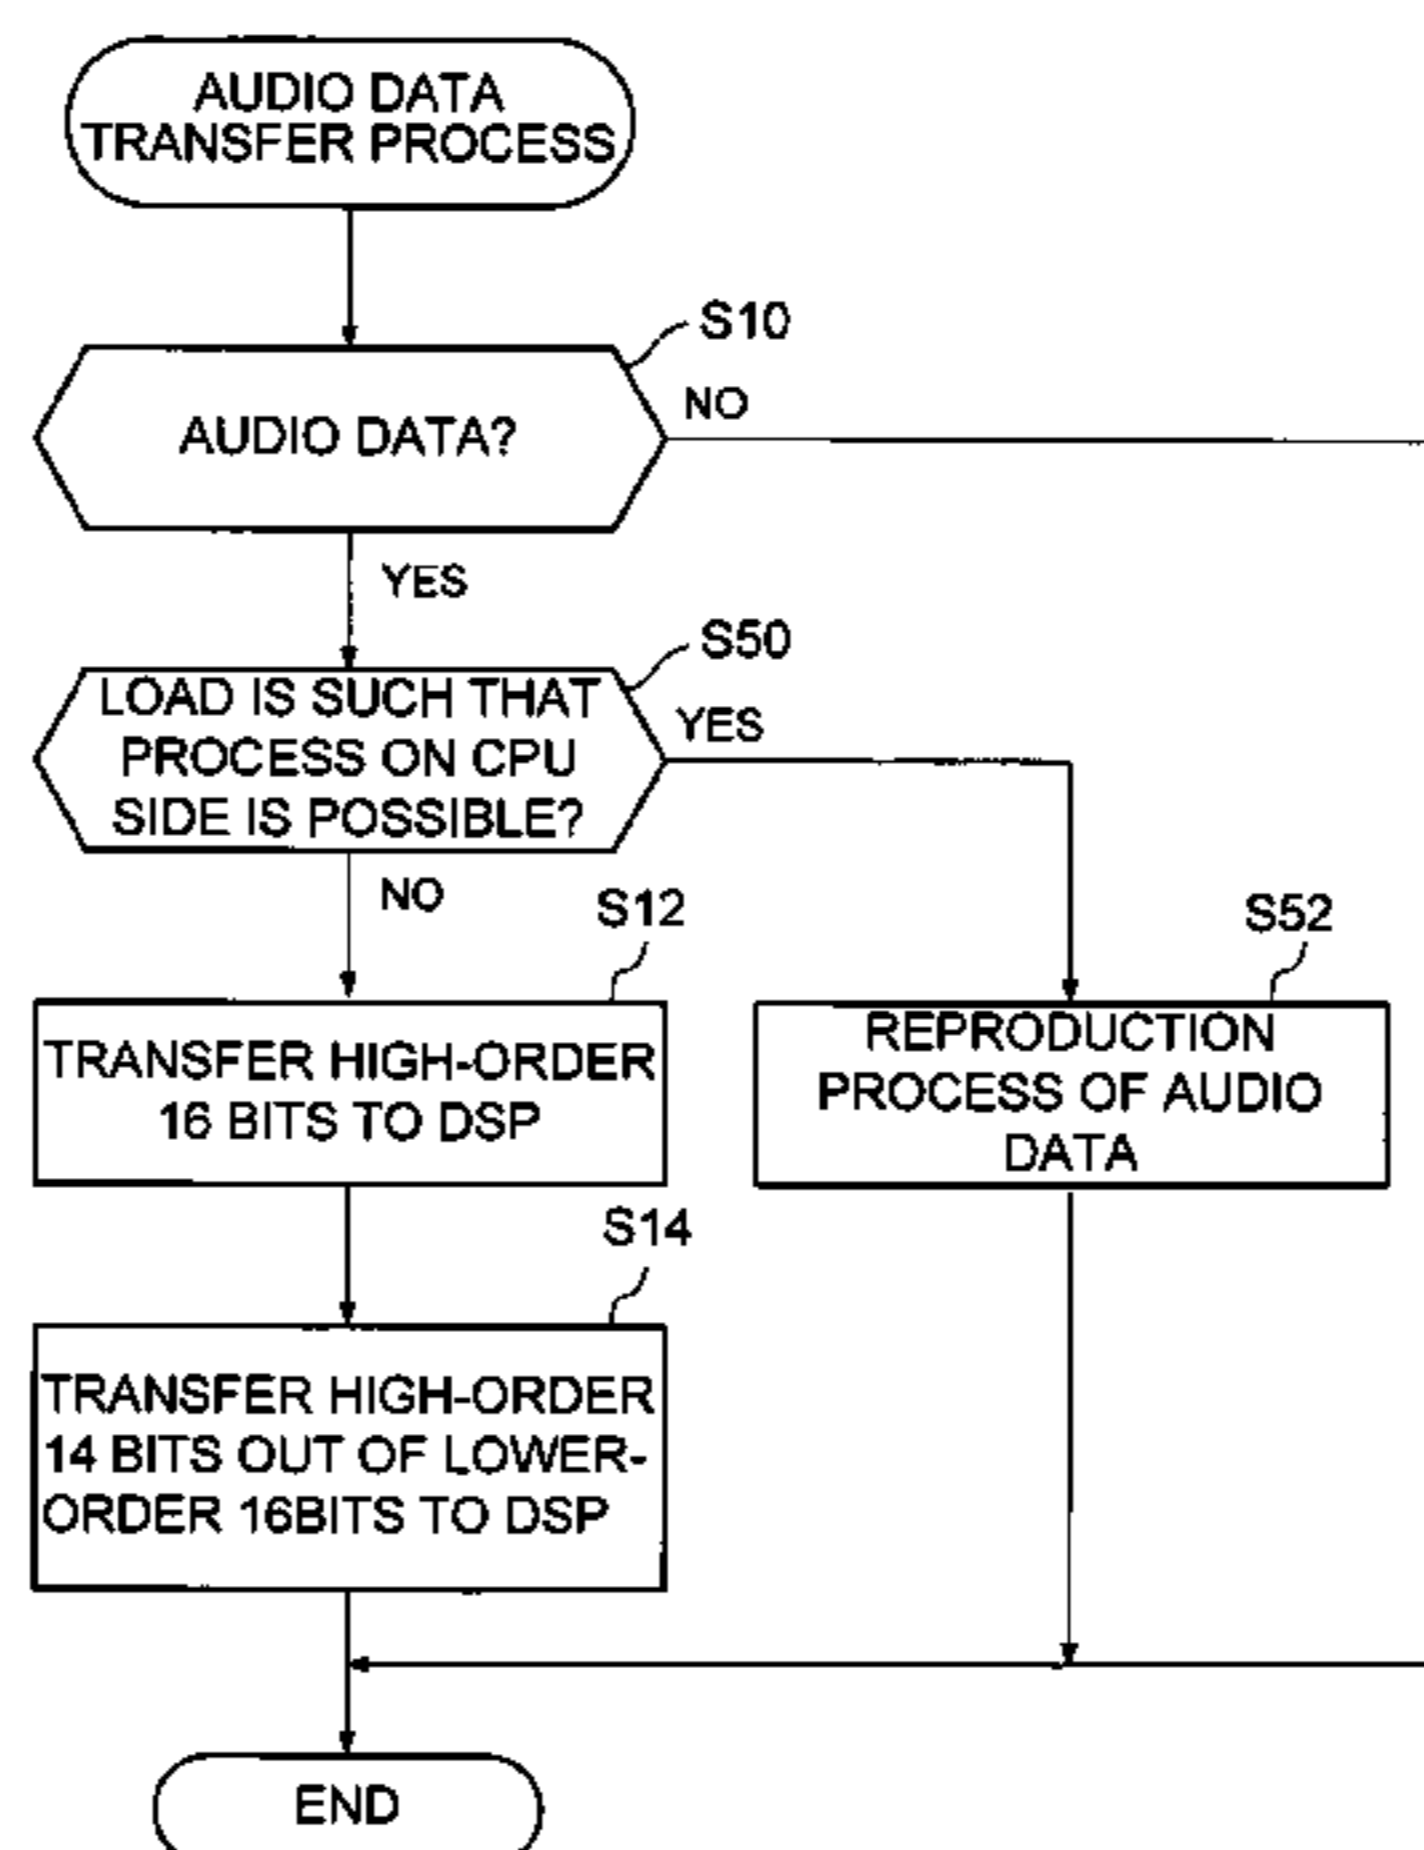 AUDIO DATA
TRANSFER PROCESS
S10
AUDIO DATA?
NO
YES
S50
LOAD IS SUCH THAT
PROCESS ON CPU
SIDE IS POSSIBLE?
YES
NO
S12
TRANSFER HIGH-ORDER
16 BITS TO DSP
S52
REPRODUCTION
PROCESS OF AUDIO
DATA
S14
TRANSFER HIGH-ORDER
14 BITS OUT OF LOWER-
ORDER 16BITS TO DSP
END